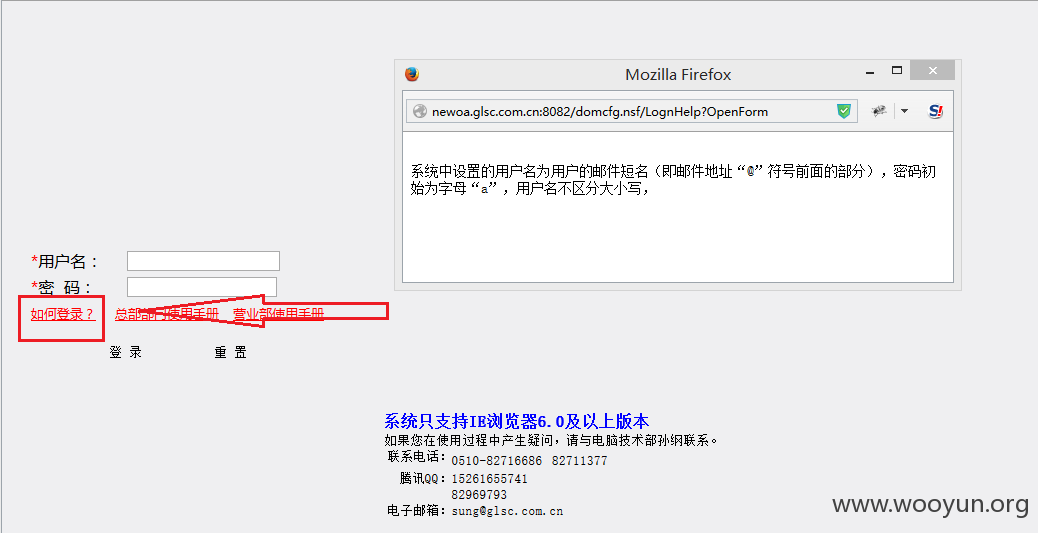 Mozilla Firefox
newoa.glsc.com.cn:8082/domcfg.nsf/LognHelp?OpenForm
S!
系统中设置的用户名为用户的邮件短名（即邮件地址“@”符号前面的部分），密码初
始为字母“a”，用户名不区分大小写，
*用户名：
*密 码：
如何登录？ 总部部门使用手册 营业部使用手册
登 录 重 置
系统只支持IE浏览器6.0及以上版本
如果您在使用过程中产生疑问，请与电脑技术部孙纲联系。
联系电话：0510-82716686 82711377
腾讯QQ：15261655741
82969793
电子邮箱：sung@glsc.com.cn
www.wooyun.org